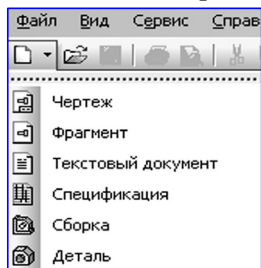 Файл Вид Сервис Справ
Чертеж
Фрагмент
Текстовый документ
Спецификация
Сборка
Деталь